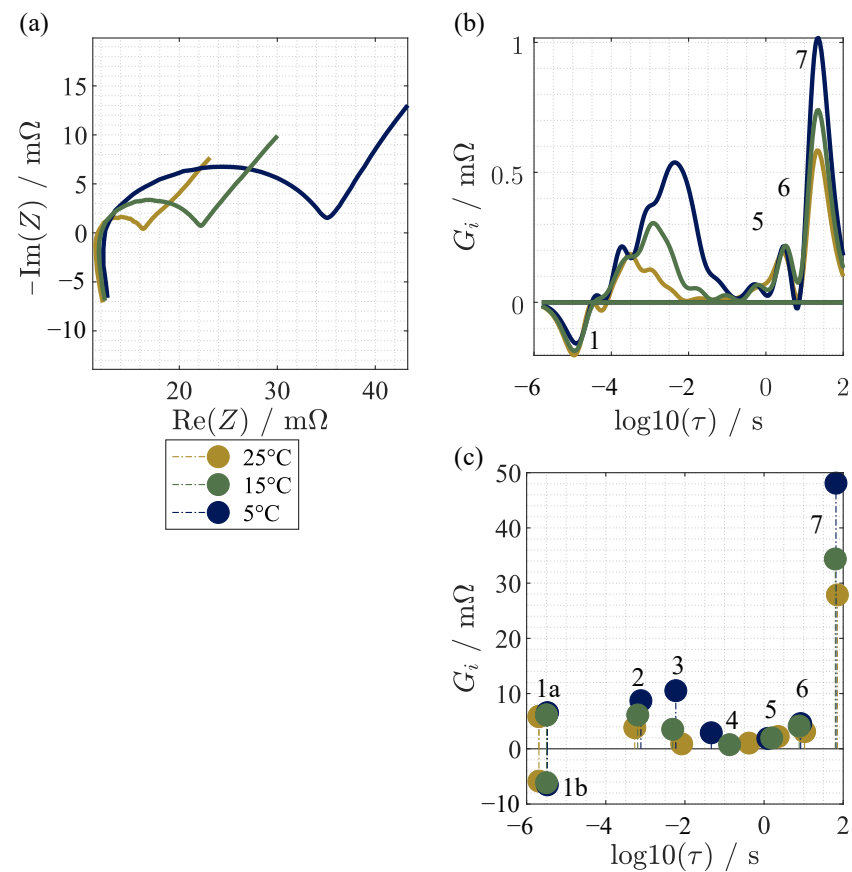 (a)
15
10
5
0
−5
−10
−Im(Z) / mΩ
20 30 40
Re(Z) / mΩ
25°C
15°C
5°C
(b)
1
0.5
0
G_i / mΩ
1
5
6
7
−6 −4 −2 0 2
log10(τ) / s
(c)
50
40
30
20
10
0
−10
G_i / mΩ
1a
1b
2
3
4
5
6
7
−6 −4 −2 0 2
log10(τ) / s